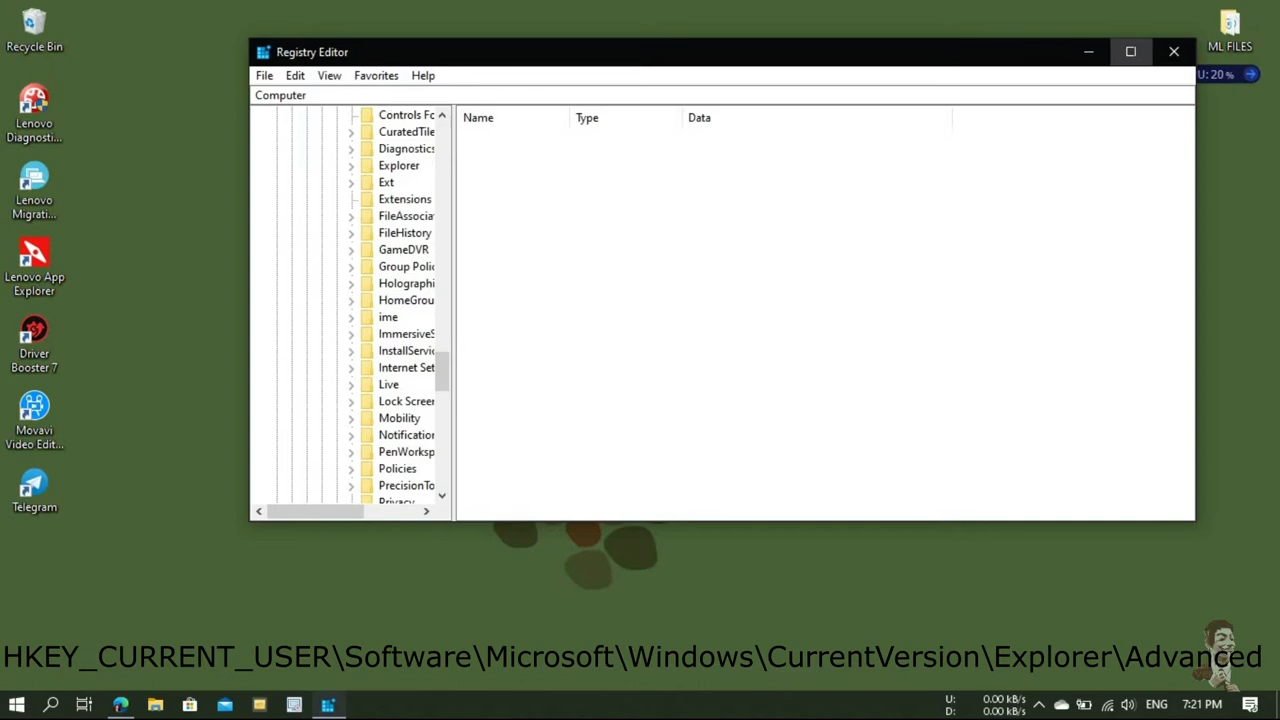 Recycle Bin
Lenovo
Diagnosti...
Lenovo
Migrati...
Lenovo App
Explorer
Driver
Booster 7
Movavi
Video Edit...
Telegram
ML FILES
U: 20 %
Registry Editor
File Edit View Favorites Help
Computer
Controls Fo
CuratedTile
Diagnostics
Explorer
Ext
Extensions
FileAssocia
FileHistory
GameDVR
Group Polic
Holographi
HomeGrou
ime
ImmersiveS
InstallServic
Internet Set
Live
Lock Screen
Mobility
Notification
PenWorksp
Policies
PrecisionTo
Privacy
Name Type Data
HKEY_CURRENT_USER\Software\Microsoft\Windows\CurrentVersion\Explorer\Advanced
U: 0.00 kB/s
D: 0.00 kB/s
ENG 7:21 PM